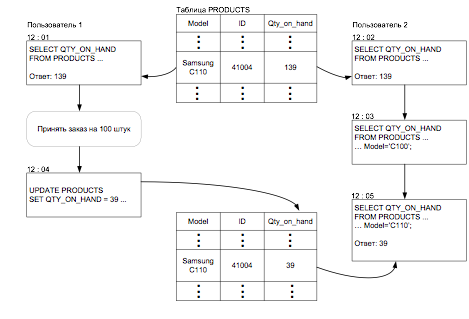 Пользователь 1
12 : 01
SELECT QTY_ON_HAND
FROM PRODUCTS ...
Ответ: 139
Принять заказ на 100 штук
12 : 04
UPDATE PRODUCTS
SET QTY_ON_HAND = 39 ...
Таблица PRODUCTS
Model ID Qty_on_hand
Samsung
C110 41004 139
Model ID Qty_on_hand
Samsung
C110 41004 39
Пользователь 2
12 : 02
SELECT QTY_ON_HAND
FROM PRODUCTS ...
Ответ: 139
12 : 03
SELECT QTY_ON_HAND
FROM PRODUCTS ...
... Model='C100';
12 : 05
SELECT QTY_ON_HAND
FROM PRODUCTS ...
... Model='C110';
Ответ: 39